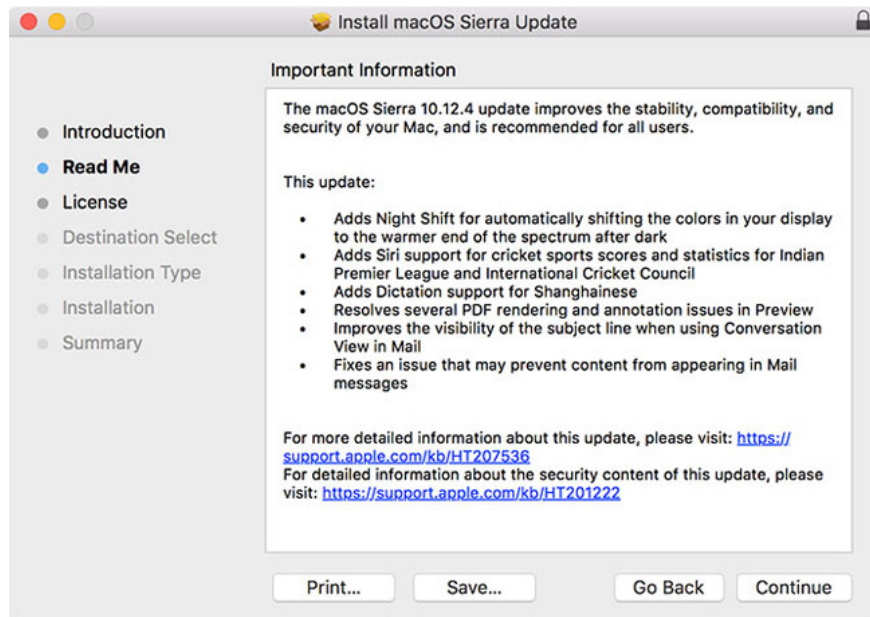 Install macOS Sierra Update
Important Information
Introduction
Read Me
License
Destination Select
Installation Type
Installation
Summary
The macOS Sierra 10.12.4 update improves the stability, compatibility, and
security of your Mac, and is recommended for all users.
This update:
• Adds Night Shift for automatically shifting the colors in your display
to the warmer end of the spectrum after dark
• Adds Siri support for cricket sports scores and statistics for Indian
Premier League and International Cricket Council
• Adds Dictation support for Shanghainese
• Resolves several PDF rendering and annotation issues in Preview
• Improves the visibility of the subject line when using Conversation
View in Mail
• Fixes an issue that may prevent content from appearing in Mail
messages
For more detailed information about this update, please visit: https://
support.apple.com/kb/HT207536
For detailed information about the security content of this update, please
visit: https://support.apple.com/kb/HT201222
Print... Save... Go Back Continue